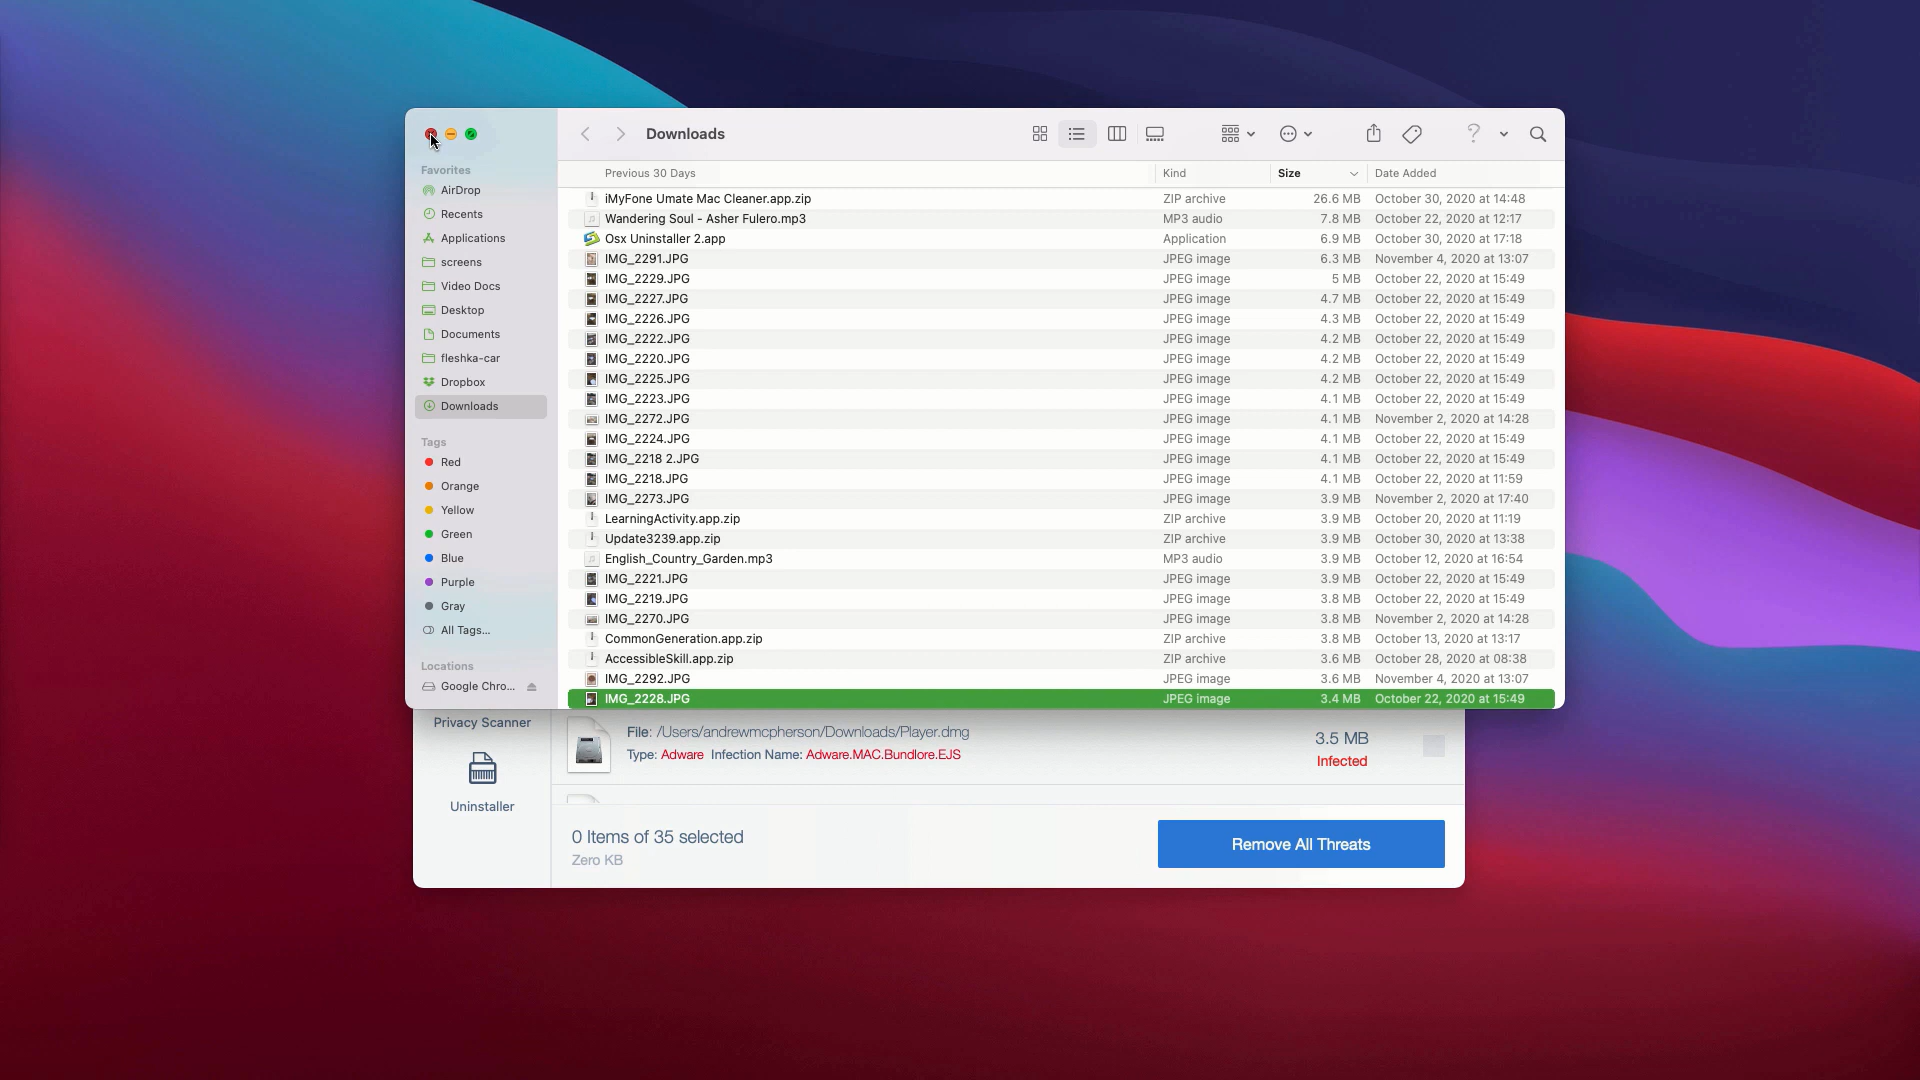 Downloads
Favorites
AirDrop
Recents
Applications
screens
Video Docs
Desktop
Documents
fleshka-car
Dropbox
Downloads
Tags
Red
Orange
Yellow
Green
Blue
Purple
Gray
All Tags...
Locations
Google Chro...
Previous 30 Days Kind Size Date Added
iMyFone Umate Mac Cleaner.app.zip ZIP archive 26.6 MB October 30, 2020 at 14:48
Wandering Soul - Asher Fulero.mp3 MP3 audio 7.8 MB October 22, 2020 at 12:17
Osx Uninstaller 2.app Application 6.9 MB October 30, 2020 at 17:18
IMG_2291.JPG JPEG image 6.3 MB November 4, 2020 at 13:07
IMG_2229.JPG JPEG image 5 MB October 22, 2020 at 15:49
IMG_2227.JPG JPEG image 4.7 MB October 22, 2020 at 15:49
IMG_2226.JPG JPEG image 4.3 MB October 22, 2020 at 15:49
IMG_2222.JPG JPEG image 4.2 MB October 22, 2020 at 15:49
IMG_2220.JPG JPEG image 4.2 MB October 22, 2020 at 15:49
IMG_2225.JPG JPEG image 4.2 MB October 22, 2020 at 15:49
IMG_2223.JPG JPEG image 4.1 MB October 22, 2020 at 15:49
IMG_2272.JPG JPEG image 4.1 MB November 2, 2020 at 14:28
IMG_2224.JPG JPEG image 4.1 MB October 22, 2020 at 15:49
IMG_2218 2.JPG JPEG image 4.1 MB October 22, 2020 at 15:49
IMG_2218.JPG JPEG image 4.1 MB October 22, 2020 at 11:59
IMG_2273.JPG JPEG image 3.9 MB November 2, 2020 at 17:40
LearningActivity.app.zip ZIP archive 3.9 MB October 20, 2020 at 11:19
Update3239.app.zip ZIP archive 3.9 MB October 30, 2020 at 13:38
English_Country_Garden.mp3 MP3 audio 3.9 MB October 12, 2020 at 16:54
IMG_2221.JPG JPEG image 3.9 MB October 22, 2020 at 15:49
IMG_2219.JPG JPEG image 3.8 MB October 22, 2020 at 15:49
IMG_2270.JPG JPEG image 3.8 MB November 2, 2020 at 14:28
CommonGeneration.app.zip ZIP archive 3.8 MB October 13, 2020 at 13:17
AccessibleSkill.app.zip ZIP archive 3.6 MB October 28, 2020 at 08:38
IMG_2292.JPG JPEG image 3.6 MB November 4, 2020 at 13:07
IMG_2228.JPG JPEG image 3.4 MB October 22, 2020 at 15:49
Privacy Scanner
Uninstaller
File: /Users/andrewmcpherson/Downloads/Player.dmg
Type: Adware Infection Name: Adware.MAC.Bundlore.EJS
3.5 MB
Infected
0 Items of 35 selected
Zero KB
Remove All Threats